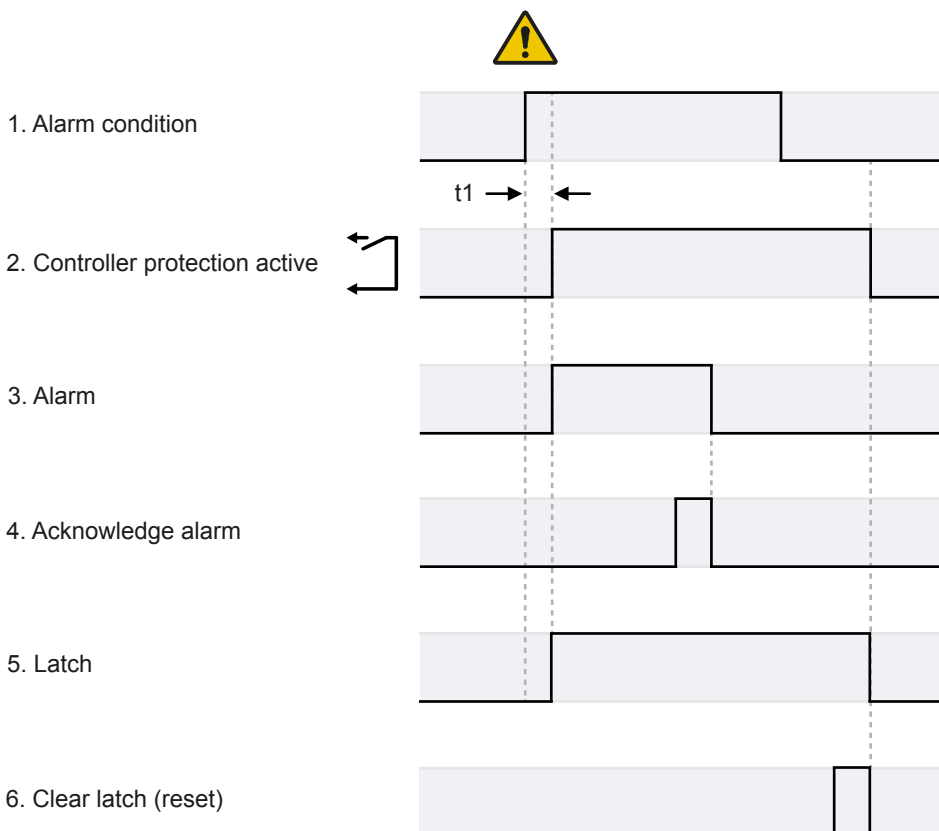 1. Alarm condition
t1
2. Controller protection active
3. Alarm
4. Acknowledge alarm
5. Latch
6. Clear latch (reset)